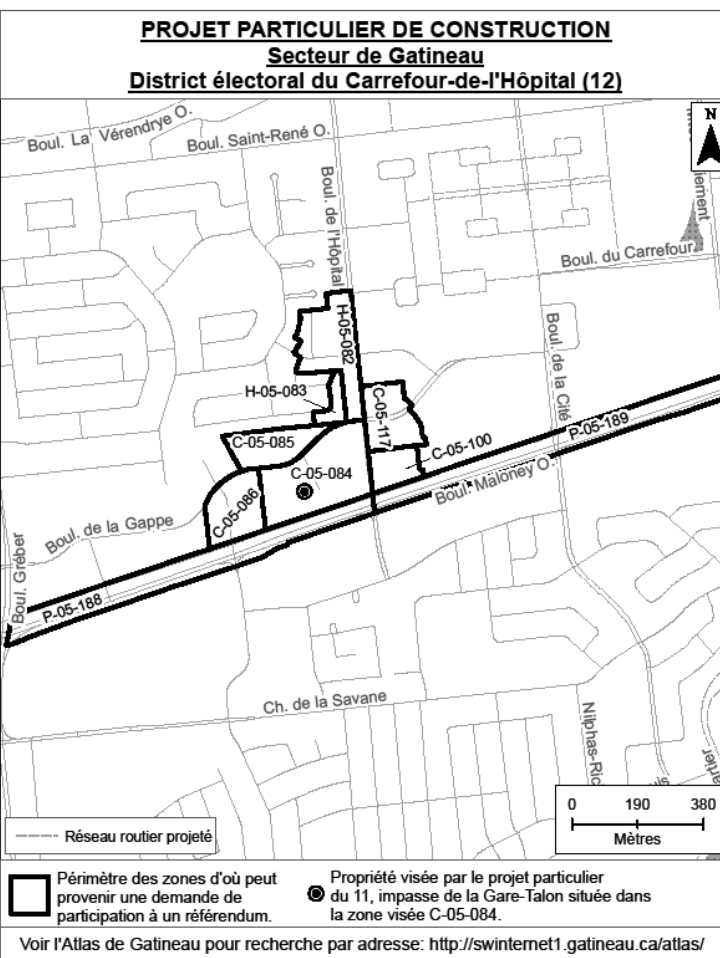 PROJET PARTICULIER DE CONSTRUCTION
Secteur de Gatineau
District électoral du Carrefour-de-l'Hôpital (12)
N
Boul. La Vérendrye O.
Boul. Saint-René O.
Boul. de l'Hôpital
Boul. du Carrefour
H-05-082
Boul. de la Cité
H-05-083
C-05-117
C-05-085
C-05-100
P-05-189
C-05-084
Boul. Maloney O.
C-05-086
Boul. de la Gappe
Boul. Gréber
P-05-188
Ch. de la Savane
Nilphas-Ric
0 190 380
Mètres
Réseau routier projeté
Périmètre des zones d'où peut
provenir une demande de
participation à un référendum.
Propriété visée par le projet particulier
du 11, impasse de la Gare-Talon située dans
la zone visée C-05-084.
Voir l'Atlas de Gatineau pour recherche par adresse: http://swinternet1.gatineau.ca/atlas/